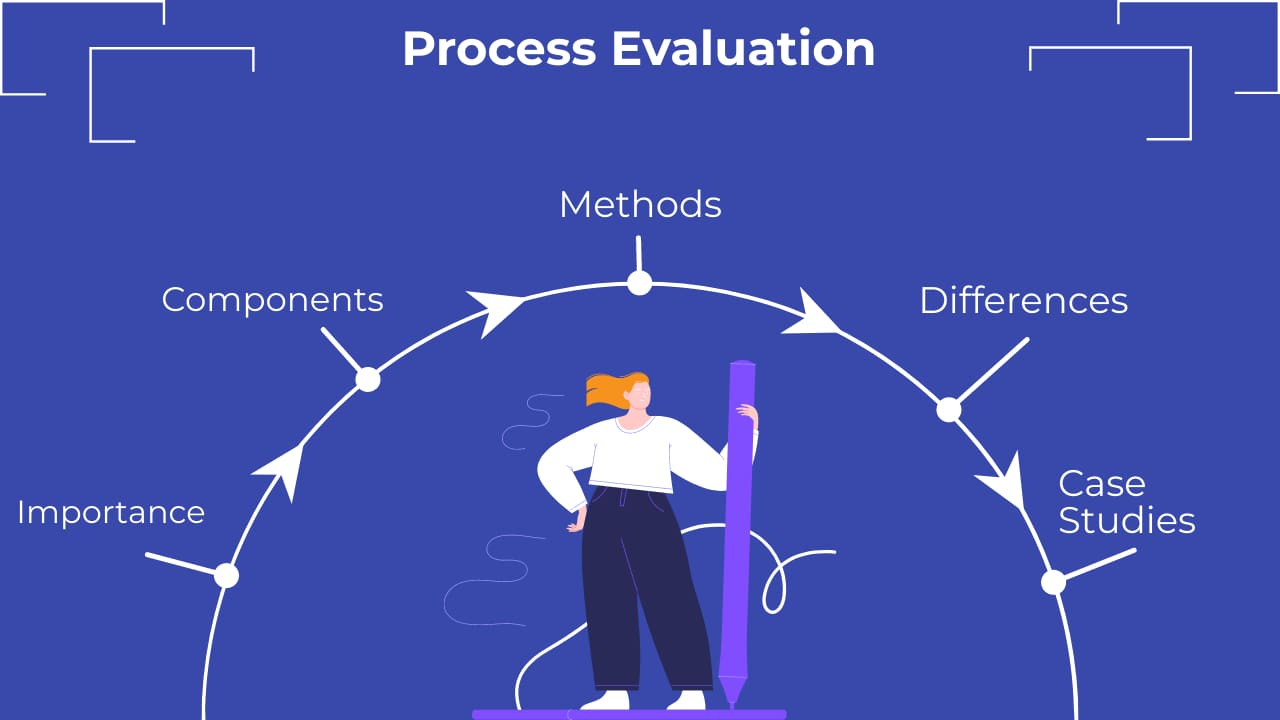 Process Evaluation
Importance
Components
Methods
Differences
Case
Studies